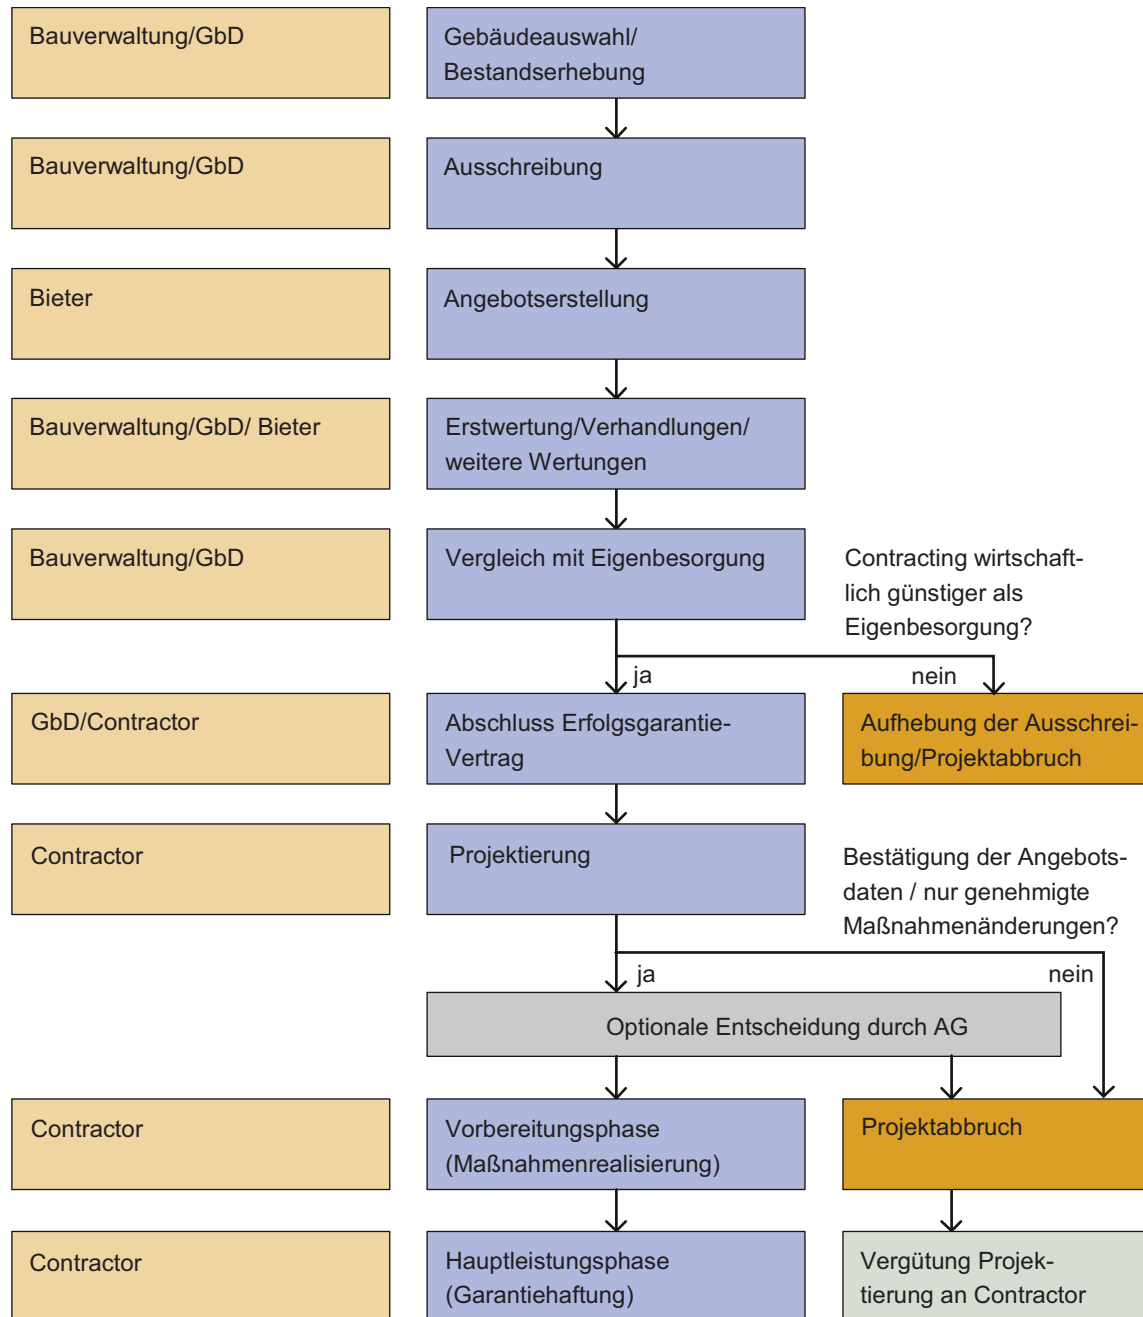 Bauverwaltung/GbD
Gebäudeauswahl/
Bestandserhebung
Bauverwaltung/GbD
Ausschreibung
Bieter
Angebotserstellung
Bauverwaltung/GbD/ Bieter
Erstwertung/Verhandlungen/
weitere Wertungen
Bauverwaltung/GbD
Vergleich mit Eigenbesorgung
Contracting wirtschaft-
lich günstiger als
Eigenbesorgung?
ja
nein
GbD/Contractor
Abschluss Erfolgsgarantie-
Vertrag
Aufhebung der Ausschrei-
bung/Projektabbruch
Contractor
Projektierung
Bestätigung der Angebots-
daten / nur genehmigte
Maßnahmenänderungen?
ja
nein
Optionale Entscheidung durch AG
Contractor
Vorbereitungsphase
(Maßnahmenrealisierung)
Projektabbruch
Contractor
Hauptleistungsphase
(Garantiehaftung)
Vergütung Projek-
tierung an Contractor